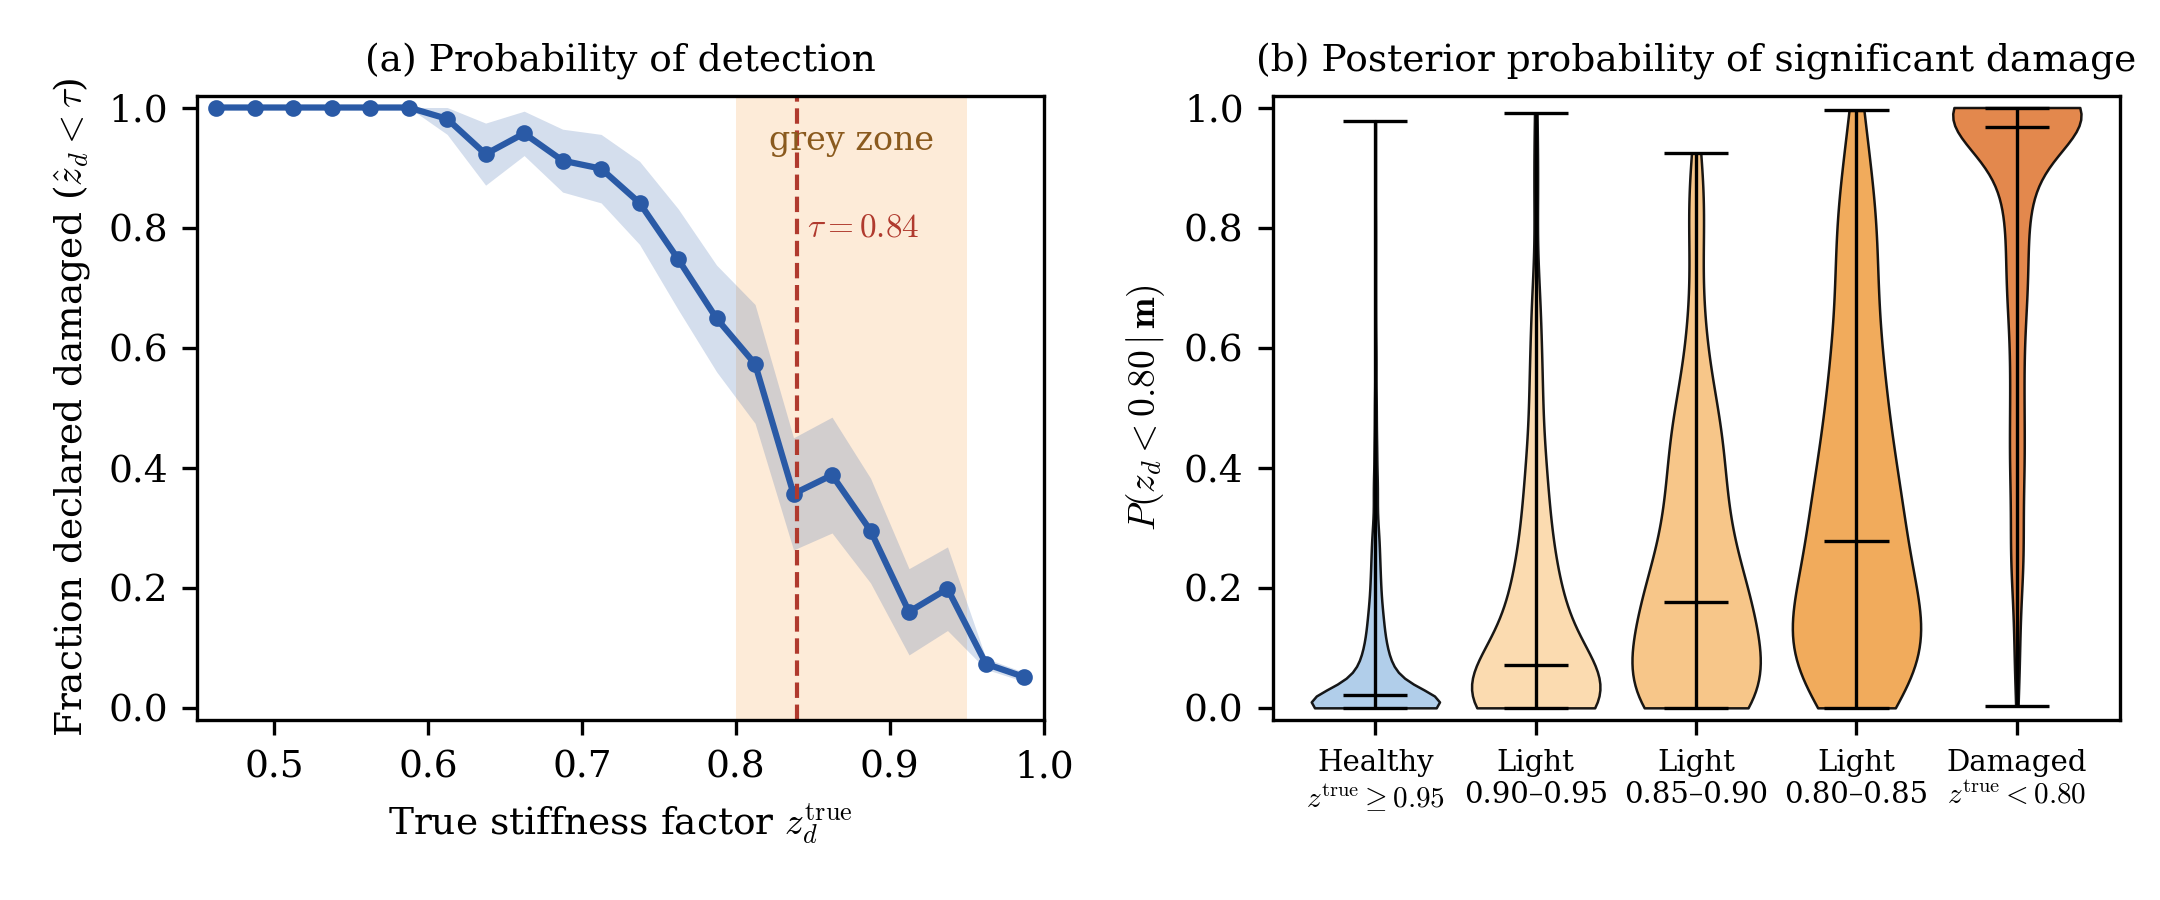 (a) Probability of detection
Fraction declared damaged (ẑ_d < τ)
1.0
0.8
0.6
0.4
0.2
0.0
grey zone
τ = 0.84
0.5 0.6 0.7 0.8 0.9 1.0
True stiffness factor z_d^true
(b) Posterior probability of significant damage
P(z_d < 0.80 | m)
1.0
0.8
0.6
0.4
0.2
0.0
Healthy Light Light Light Damaged
z^true ≥ 0.95 0.90–0.95 0.85–0.90 0.80–0.85 z^true < 0.80